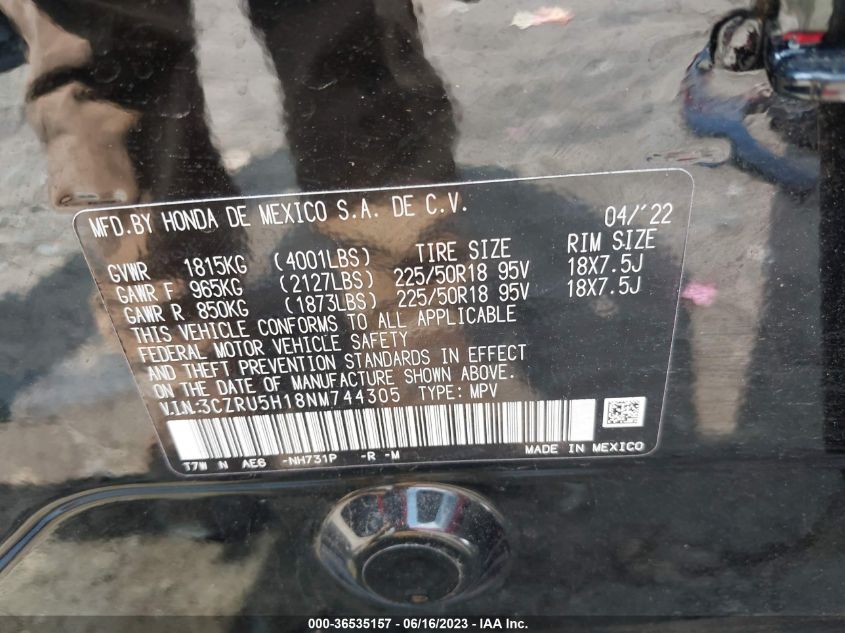 MFD.BY HONDA DE MEXICO S.A. DE C.V. 04/'22
GVWR 1815KG (4001LBS) TIRE SIZE RIM SIZE
GAWR F 965KG (2127LBS) 225/50R18 95V 18X7.5J
GAWR R 850KG (1873LBS) 225/50R18 95V 18X7.5J
THIS VEHICLE CONFORMS TO ALL APPLICABLE
FEDERAL MOTOR VEHICLE SAFETY
AND THEFT PREVENTION STANDARDS IN EFFECT
ON THE DATE OF MANUFACTURE SHOWN ABOVE.
V.I.N.:3CZRU5H18NM744305 TYPE: MPV
T7W N AE6 -NH731P -R -M MADE IN MEXICO
000-36535157 - 06/16/2023 - IAA Inc.